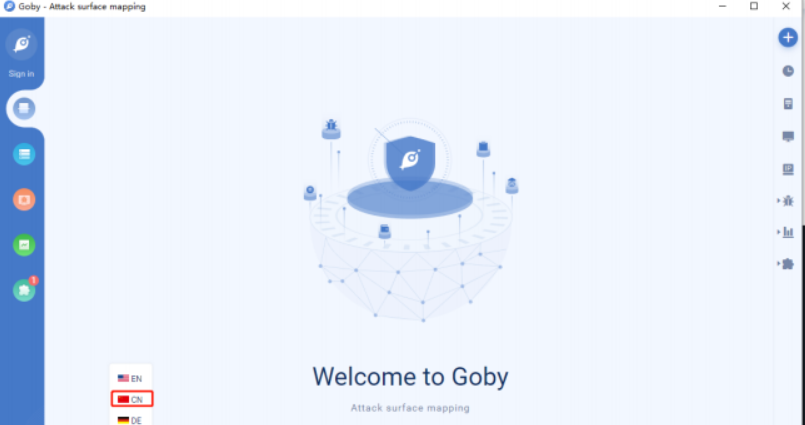 Goby - Attack surface mapping
Sign in
1
Welcome to Goby
Attack surface mapping
EN
CN
DE